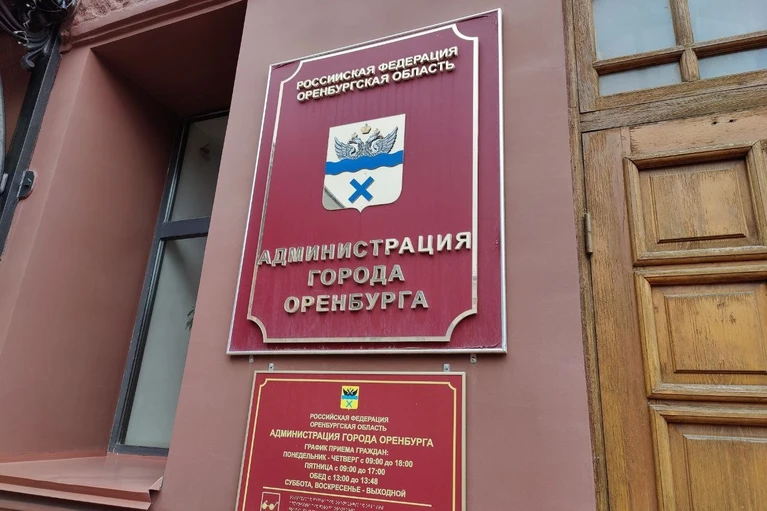 РОССИЙСКАЯ ФЕДЕРАЦИЯ
ОРЕНБУРГСКАЯ ОБЛАСТЬ
АДМИНИСТРАЦИЯ
ГОРОДА
ОРЕНБУРГА
РОССИЙСКАЯ ФЕДЕРАЦИЯ
ОРЕНБУРГСКАЯ ОБЛАСТЬ
АДМИНИСТРАЦИЯ ГОРОДА ОРЕНБУРГА
ГРАФИК ПРИЕМА ГРАЖДАН:
ПОНЕДЕЛЬНИК - ЧЕТВЕРГ с 09:00 до 18:00
ПЯТНИЦА с 09:00 до 17:00
ОБЕД с 13:00 до 13:48
СУББОТА, ВОСКРЕСЕНЬЕ - ВЫХОДНОЙ